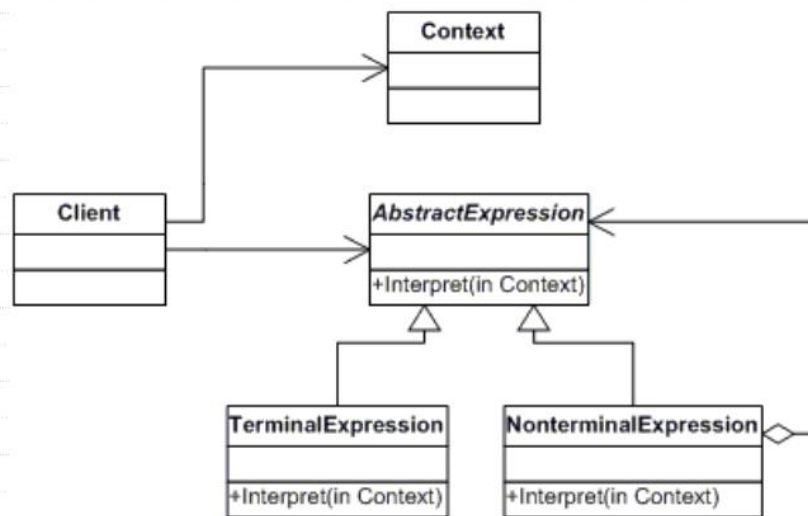 Context
Client
AbstractExpression
+Interpret(in Context)
TerminalExpression
+Interpret(in Context)
NonterminalExpression
+Interpret(in Context)